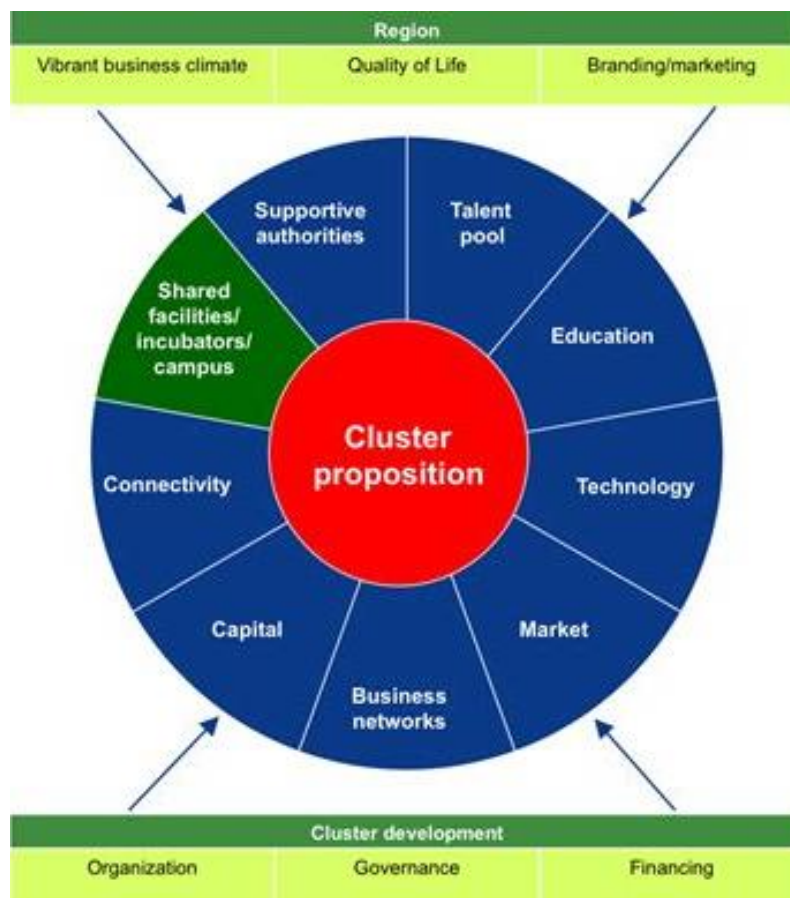 Region
Vibrant business climate
Quality of Life
Branding/marketing
Supportive
authorities
Talent
pool
Shared
facilities/
incubators/
campus
Education
Cluster
proposition
Connectivity
Technology
Capital
Market
Business
networks
Cluster development
Organization
Governance
Financing